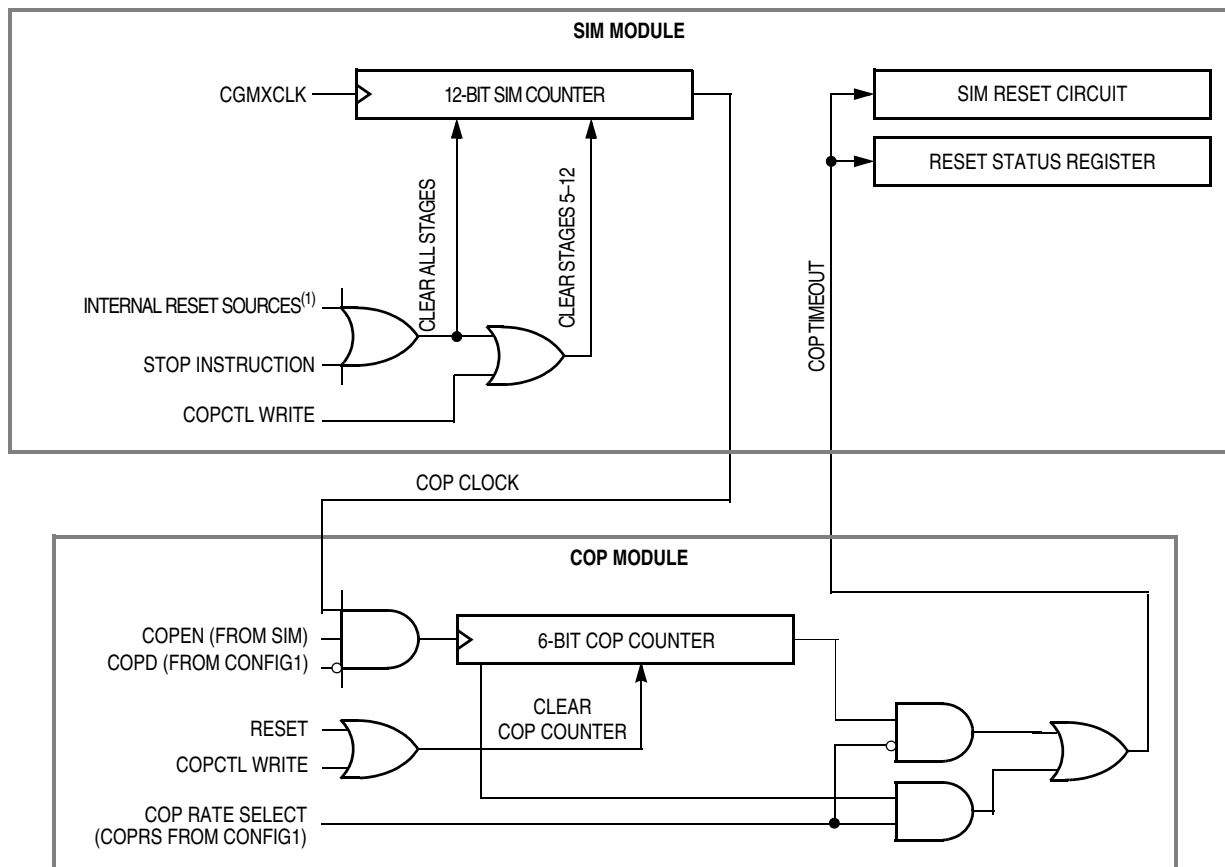 SIM MODULE
CGMXCLK
12-BIT SIM COUNTER
SIM RESET CIRCUIT
RESET STATUS REGISTER
CLEAR ALL STAGES
CLEAR STAGES 5–12
COP TIMEOUT
INTERNAL RESET SOURCES(1)
STOP INSTRUCTION
COPCTL WRITE
COP CLOCK
COP MODULE
COPEN (FROM SIM)
COPD (FROM CONFIG1)
6-BIT COP COUNTER
RESET
COPCTL WRITE
CLEAR
COP COUNTER
COP RATE SELECT
(COPRS FROM CONFIG1)